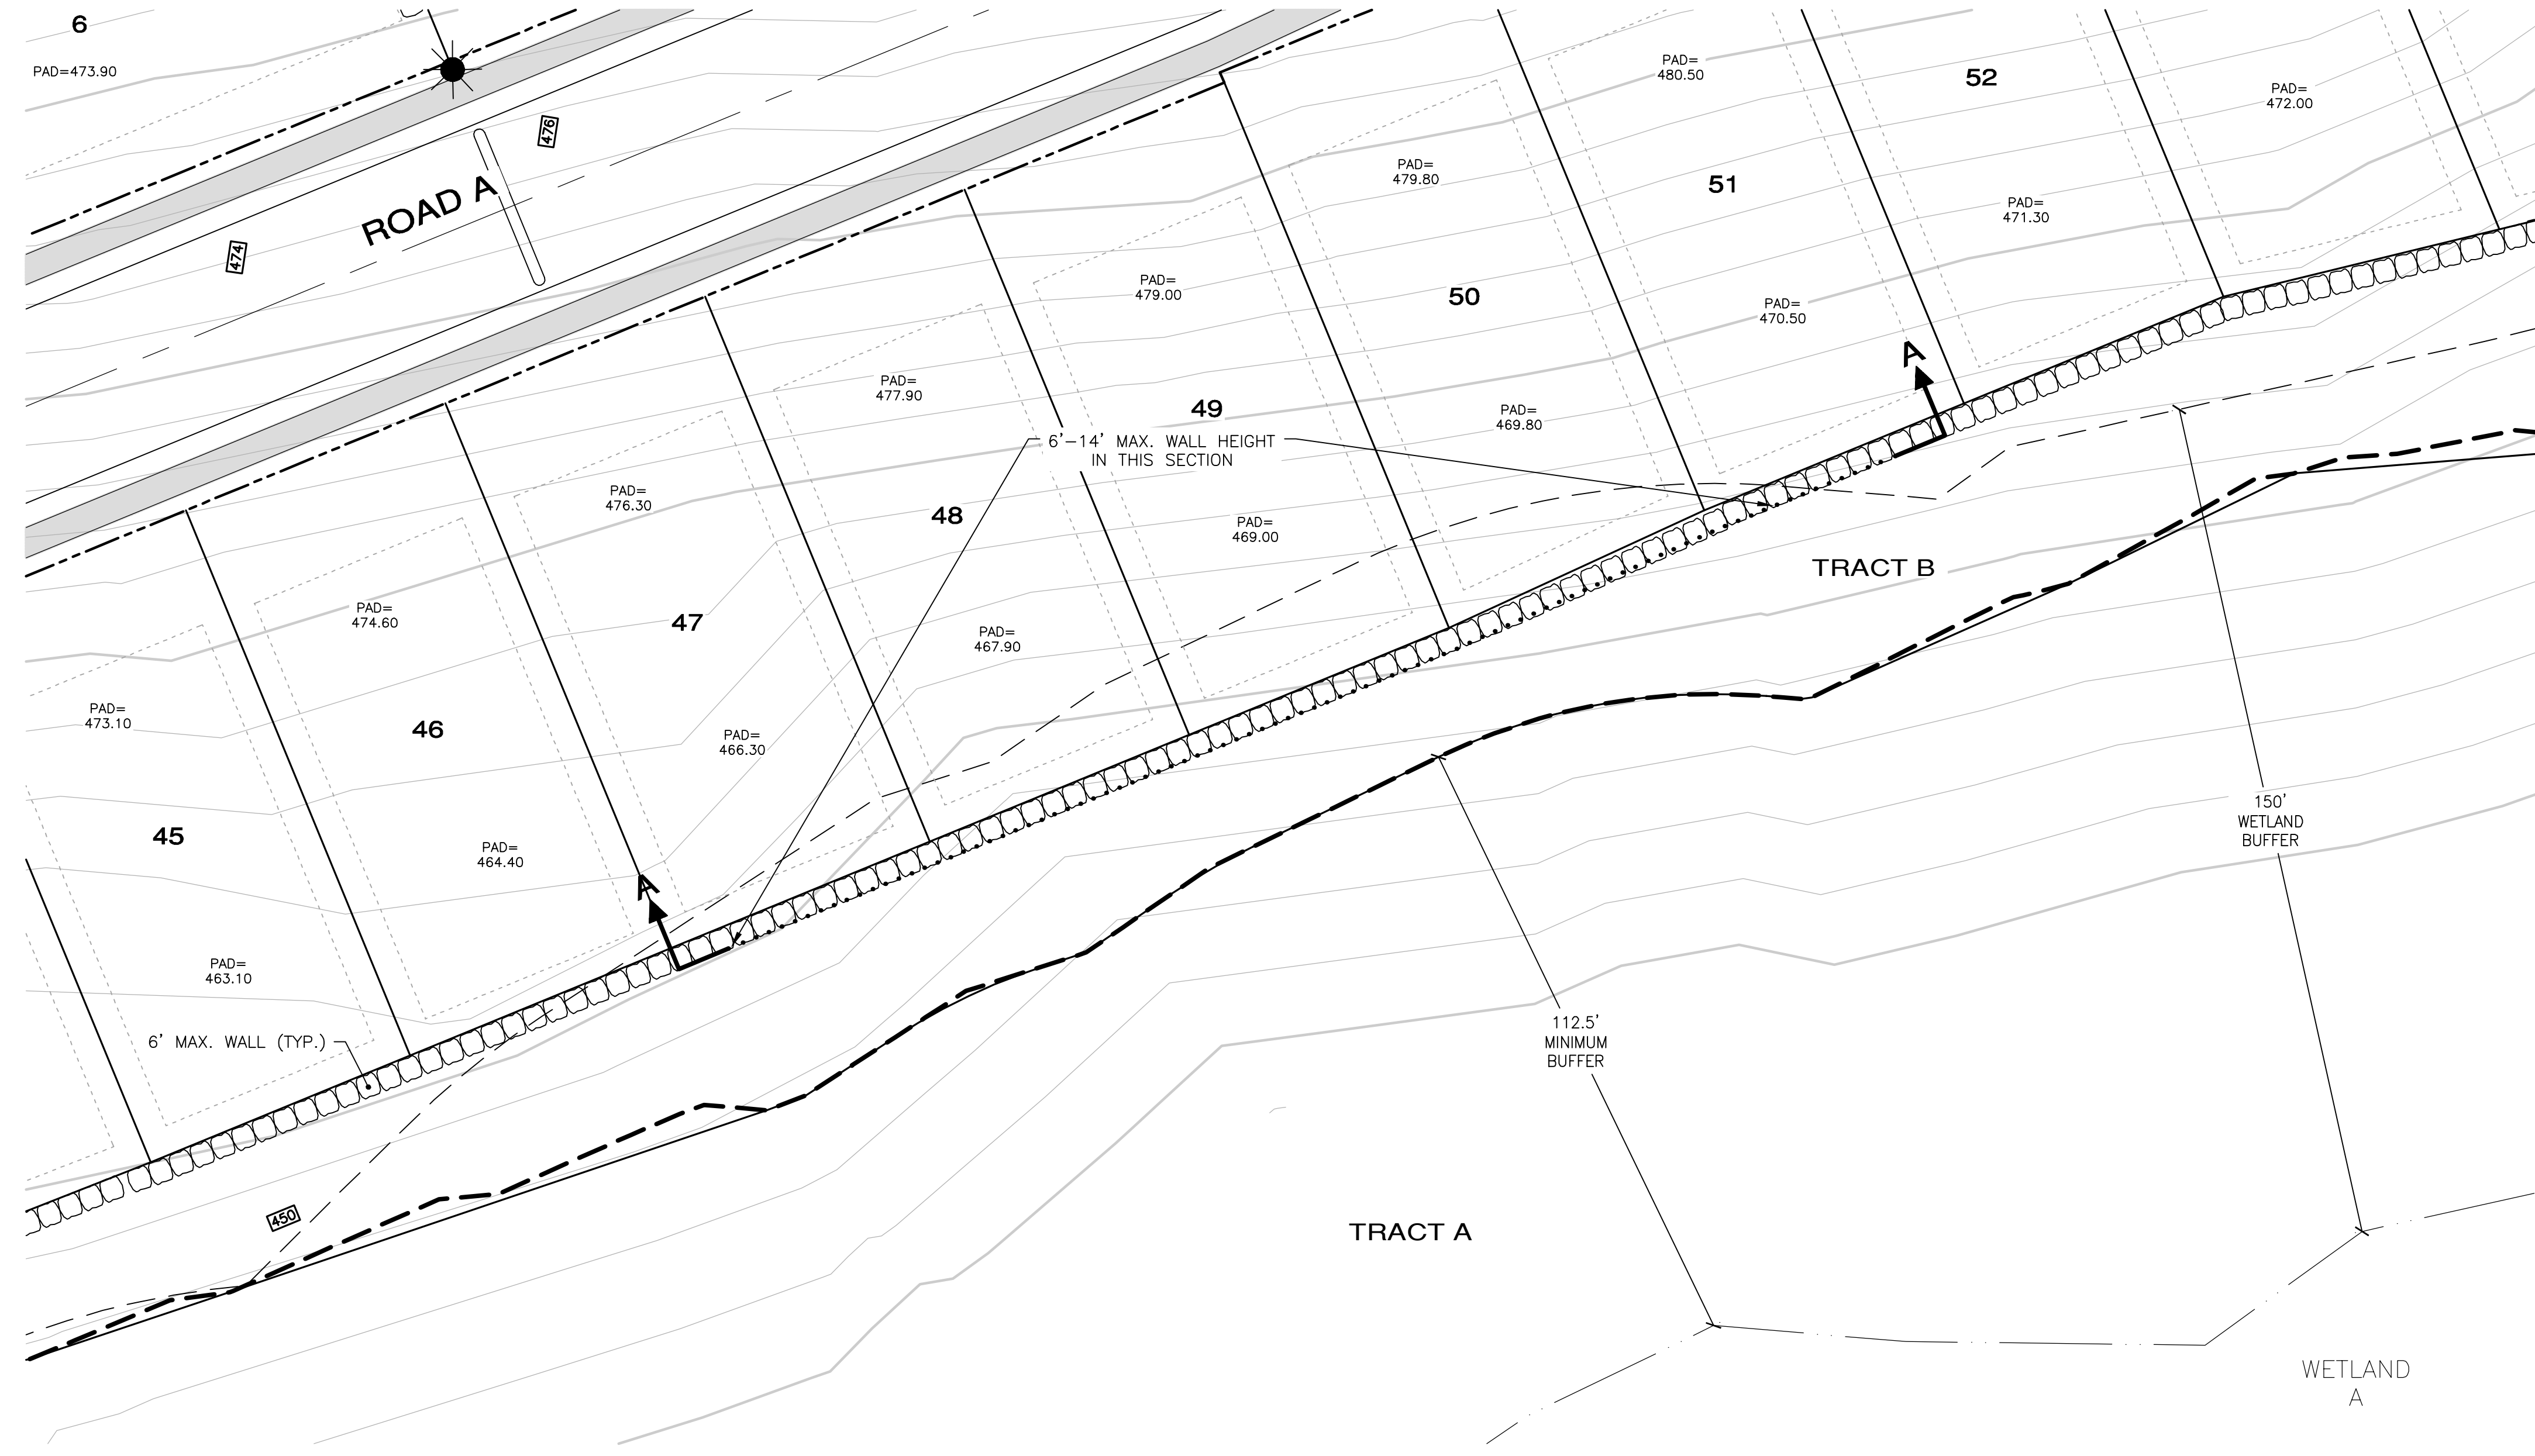 6
PAD=473.90
476
ROAD A
474
PAD=
480.50
52
PAD=
472.00
PAD=
479.80
51
PAD=
471.30
PAD=
479.00
50
PAD=
470.50
A
PAD=
477.90
49
PAD=
469.80
6'-14' MAX. WALL HEIGHT
IN THIS SECTION
PAD=
476.30
48
PAD=
469.00
TRACT B
PAD=
474.60
47
PAD=
467.90
PAD=
473.10
46
PAD=
466.30
45
PAD=
464.40
A
150'
WETLAND
BUFFER
PAD=
463.10
6' MAX. WALL (TYP.)
112.5'
MINIMUM
BUFFER
450
TRACT A
WETLAND
A